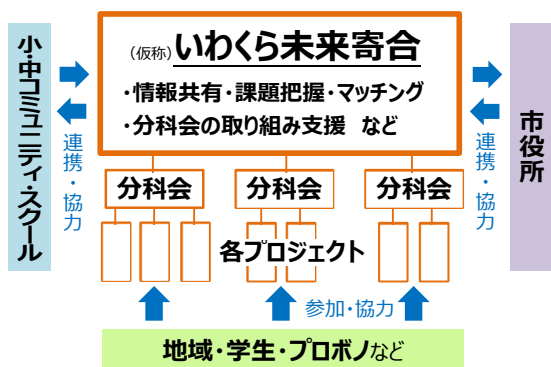 小・中コミュニティ・スクール
連携・協力
(仮称)いわくら未来寄合
・情報共有・課題把握・マッチング
・分科会の取り組み支援 など
連携・協力
市役所
分科会
分科会
分科会
各プロジェクト
参加・協力
地域・学生・プロボノなど